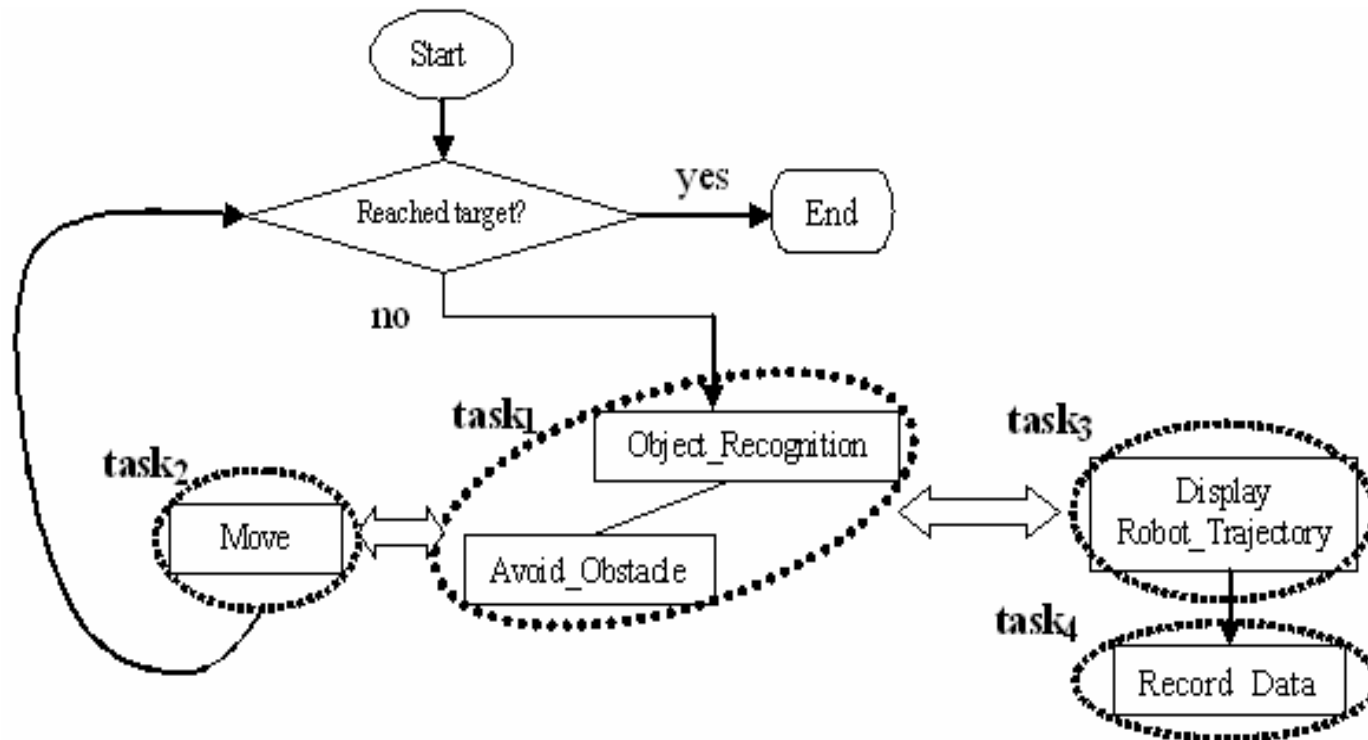 Start
Reached target?
yes
End
no
task1
Object_Recognition
task3
task2
Display
Robot_Trajectory
Move
Avoid_Obstacle
task4
Record Data